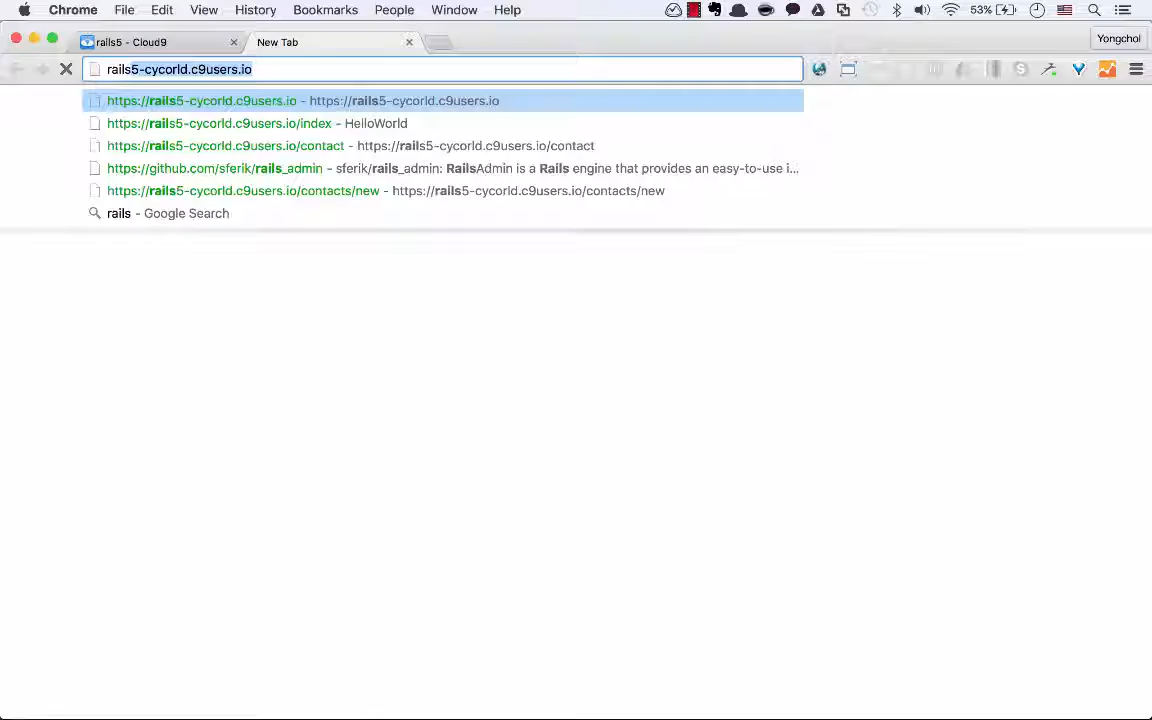 Chrome File Edit View History Bookmarks People Window Help 53%
rails5 - Cloud9 New Tab Yongchol
rails5-cycorld.c9users.io
https://rails5-cycorld.c9users.io - https://rails5-cycorld.c9users.io
https://rails5-cycorld.c9users.io/index - HelloWorld
https://rails5-cycorld.c9users.io/contact - https://rails5-cycorld.c9users.io/contact
https://github.com/sferik/rails_admin - sferik/rails_admin: RailsAdmin is a Rails engine that provides an easy-to-use i...
https://rails5-cycorld.c9users.io/contacts/new - https://rails5-cycorld.c9users.io/contacts/new
rails - Google Search